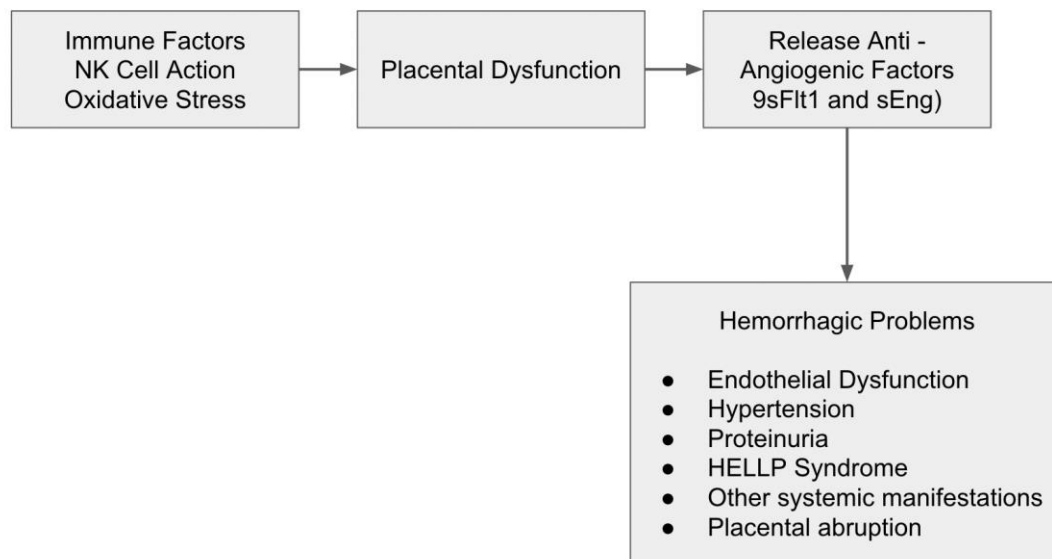 Immune Factors
NK Cell Action
Oxidative Stress
Placental Dysfunction
Release Anti -
Angiogenic Factors
9sFlt1 and sEng)
Hemorrhagic Problems
● Endothelial Dysfunction
● Hypertension
● Proteinuria
● HELLP Syndrome
● Other systemic manifestations
● Placental abruption